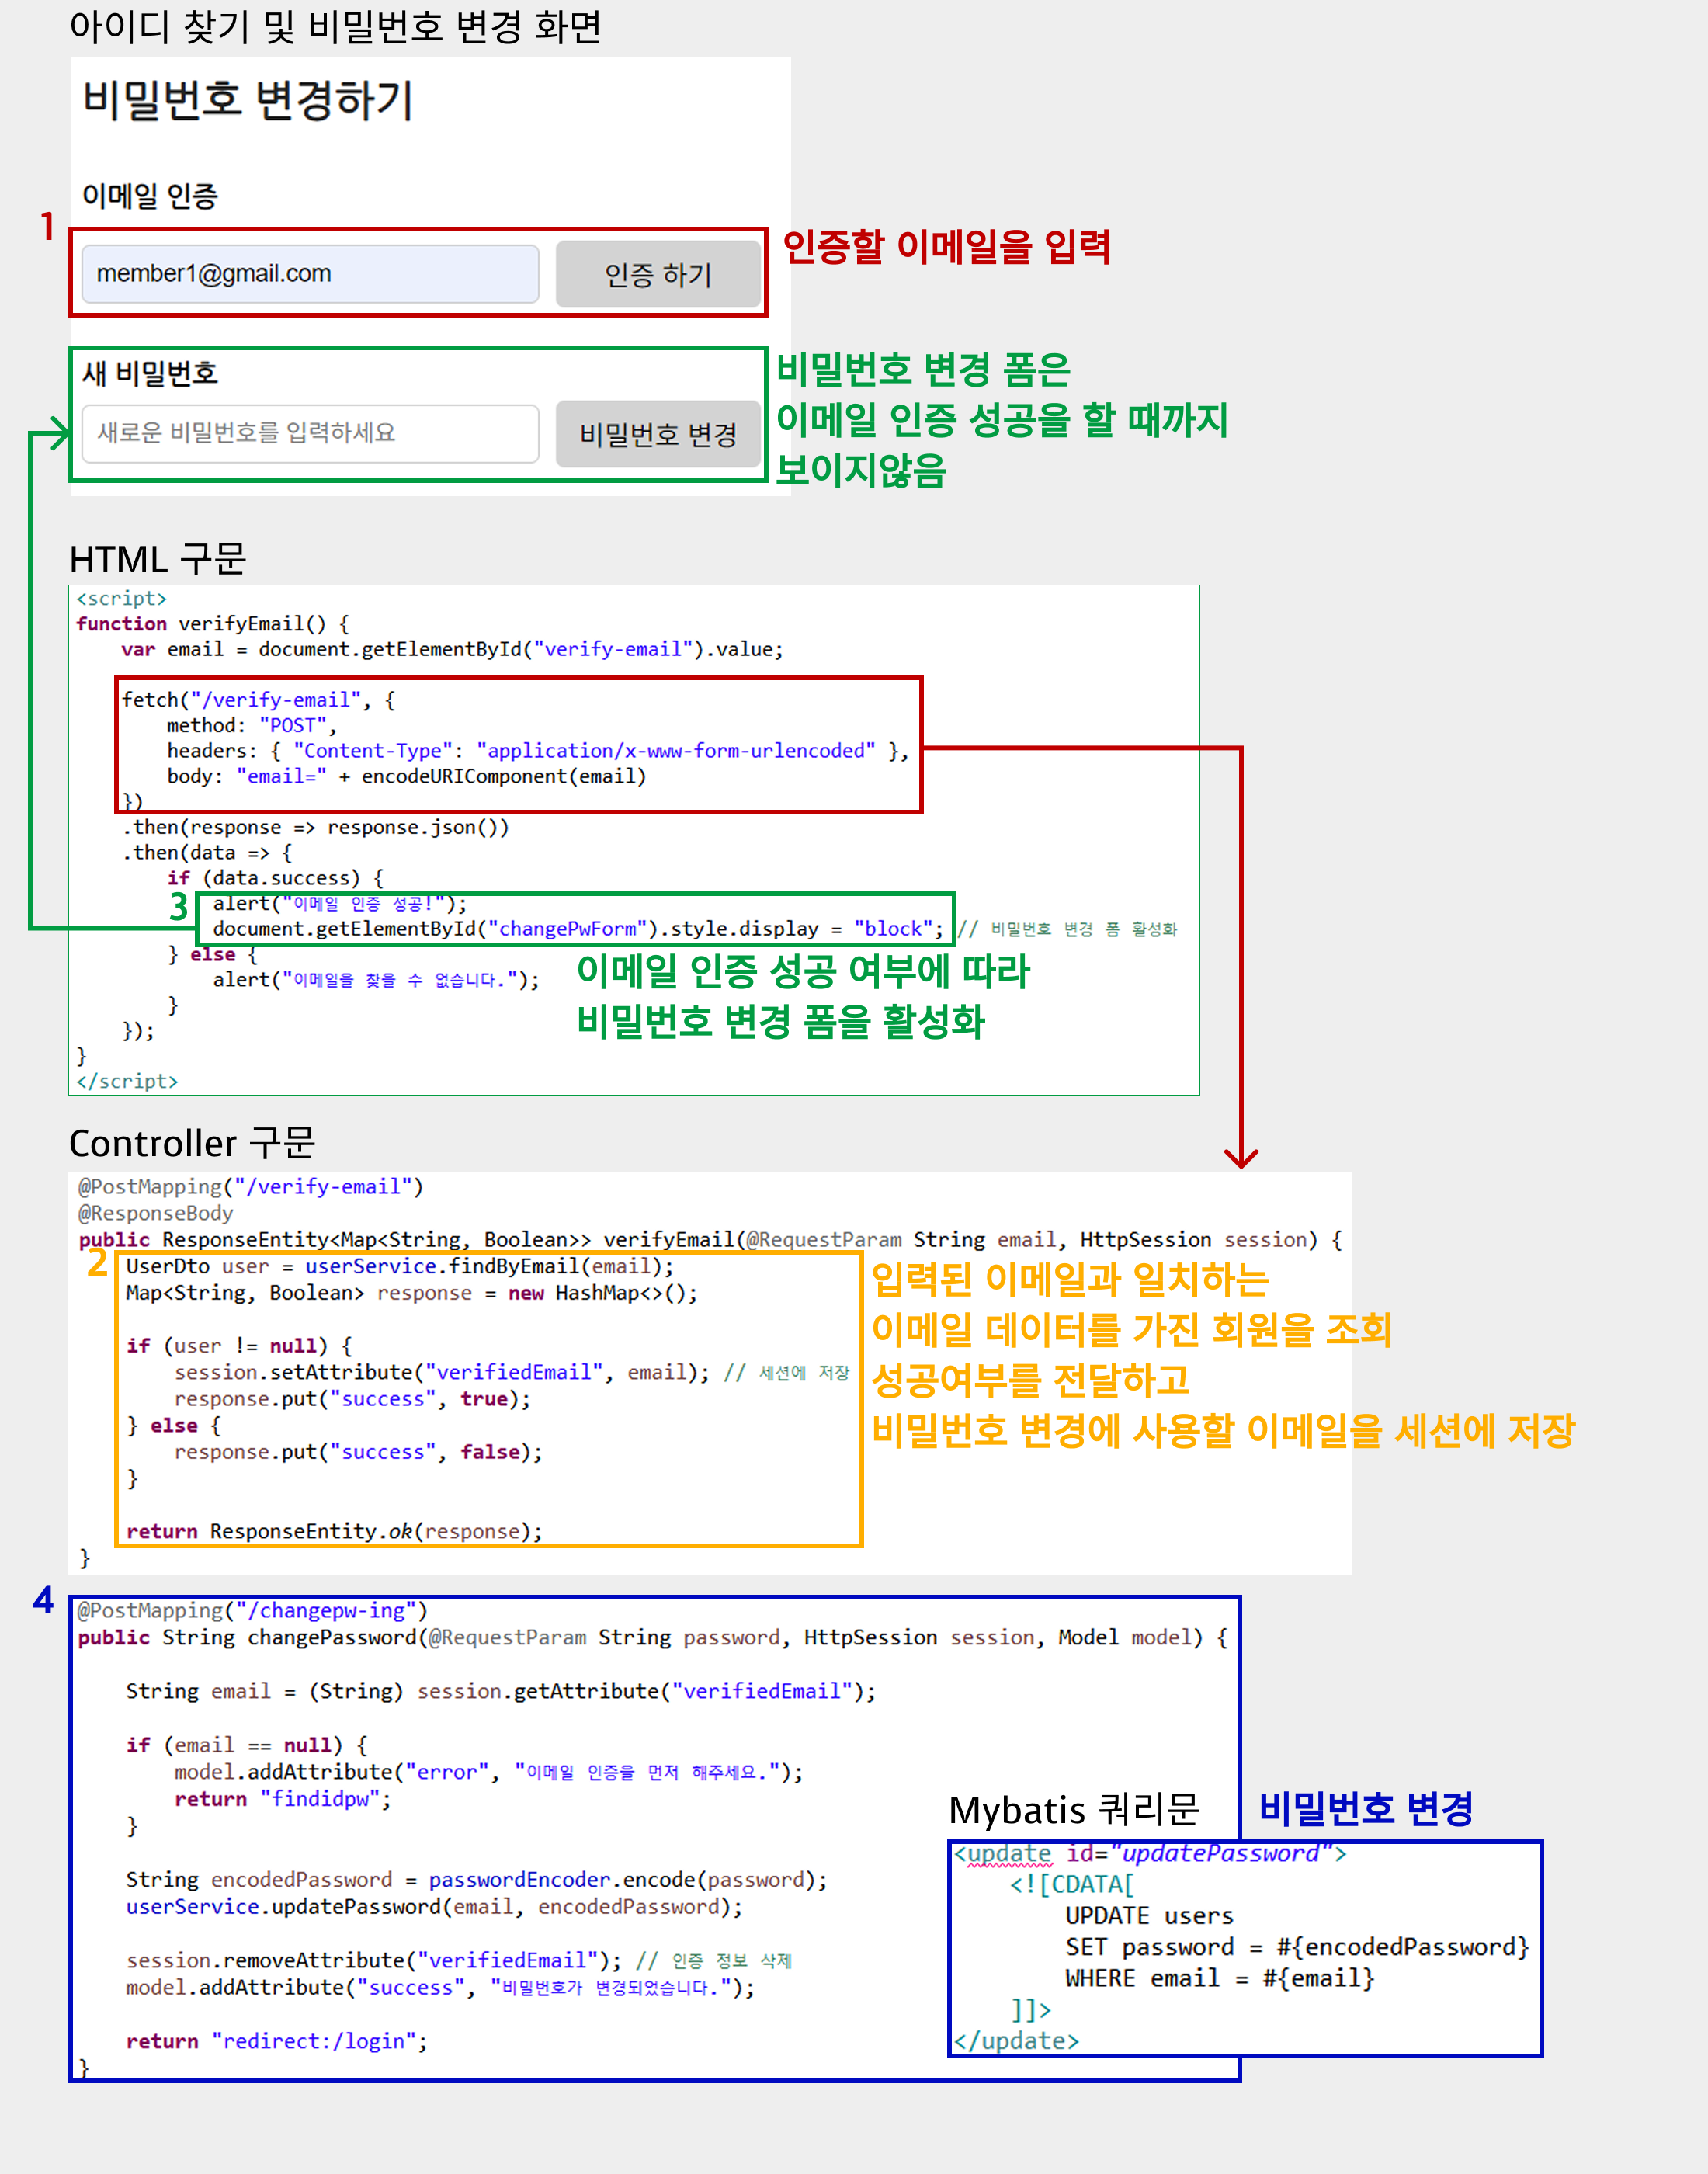 아이디 찾기 및 비밀번호 변경 화면
비밀번호 변경하기
이메일 인증
1
member1@gmail.com
인증 하기
인증할 이메일을 입력
새 비밀번호
새로운 비밀번호를 입력하세요
비밀번호 변경
비밀번호 변경 폼은
이메일 인증 성공을 할 때까지
보이지않음
HTML 구문
<script>
function verifyEmail() {
    var email = document.getElementById("verify-email").value;
    fetch("/verify-email", {
        method: "POST",
        headers: { "Content-Type": "application/x-www-form-urlencoded" },
        body: "email=" + encodeURIComponent(email)
    })
    .then(response => response.json())
    .then(data => {
        if (data.success) {
3
            alert("이메일 인증 성공!");
            document.getElementById("changePwForm").style.display = "block"; // 비밀번호 변경 폼 활성화
        } else {
            alert("이메일을 찾을 수 없습니다.");
        }
    });
}
</script>
이메일 인증 성공 여부에 따라
비밀번호 변경 폼을 활성화
Controller 구문
@PostMapping("/verify-email")
@ResponseBody
public ResponseEntity<Map<String, Boolean>> verifyEmail(@RequestParam String email, HttpSession session) {
2
    UserDto user = userService.findByEmail(email);
    Map<String, Boolean> response = new HashMap<>();
    if (user != null) {
        session.setAttribute("verifiedEmail", email); // 세션에 저장
        response.put("success", true);
    } else {
        response.put("success", false);
    }
    return ResponseEntity.ok(response);
}
입력된 이메일과 일치하는
이메일 데이터를 가진 회원을 조회
성공여부를 전달하고
비밀번호 변경에 사용할 이메일을 세션에 저장
4
@PostMapping("/changepw-ing")
public String changePassword(@RequestParam String password, HttpSession session, Model model) {
    String email = (String) session.getAttribute("verifiedEmail");
    if (email == null) {
        model.addAttribute("error", "이메일 인증을 먼저 해주세요.");
        return "findidpw";
    }
    String encodedPassword = passwordEncoder.encode(password);
    userService.updatePassword(email, encodedPassword);
    session.removeAttribute("verifiedEmail"); // 인증 정보 삭제
    model.addAttribute("success", "비밀번호가 변경되었습니다.");
    return "redirect:/login";
}
Mybatis 쿼리문
비밀번호 변경
<update id="updatePassword">
    <![CDATA[
        UPDATE users
        SET password = #{encodedPassword}
        WHERE email = #{email}
    ]]>
</update>